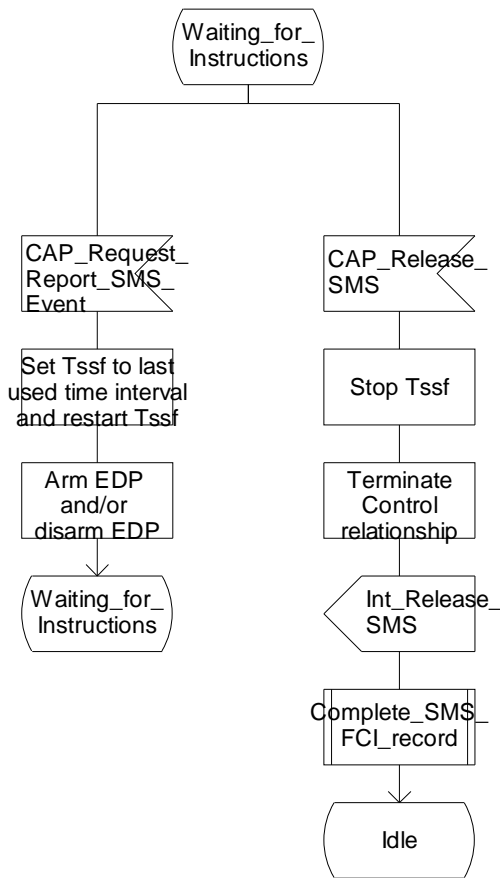 Waiting_for_
Instructions
CAP_Request_
Report_SMS_
Event
Set Tssf to last
used time interval
and restart Tssf
Arm EDP
and/or
disarm EDP
Waiting_for_
Instructions
CAP_Release_
SMS
Stop Tssf
Terminate
Control
relationship
Int_Release_
SMS
Complete_SMS_
FCI_record
Idle